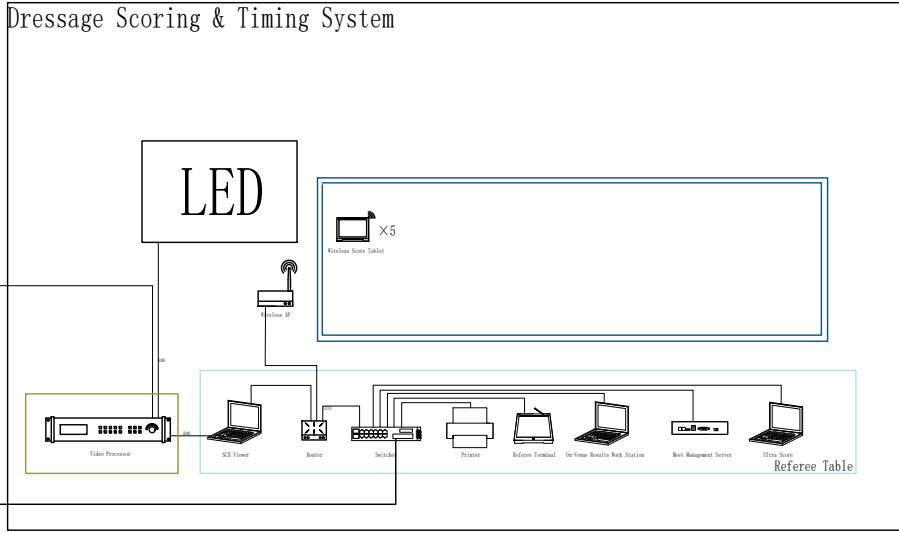 Dressage Scoring & Timing System
LED
×5
Wireless Score Tablet
Wireless AP
Video Processor
SCB Viewer
Router
Switcher
Printer
Referee Terminal
On-Venue Results Work Station
Meet Management Server
Ultra Score
Referee Table